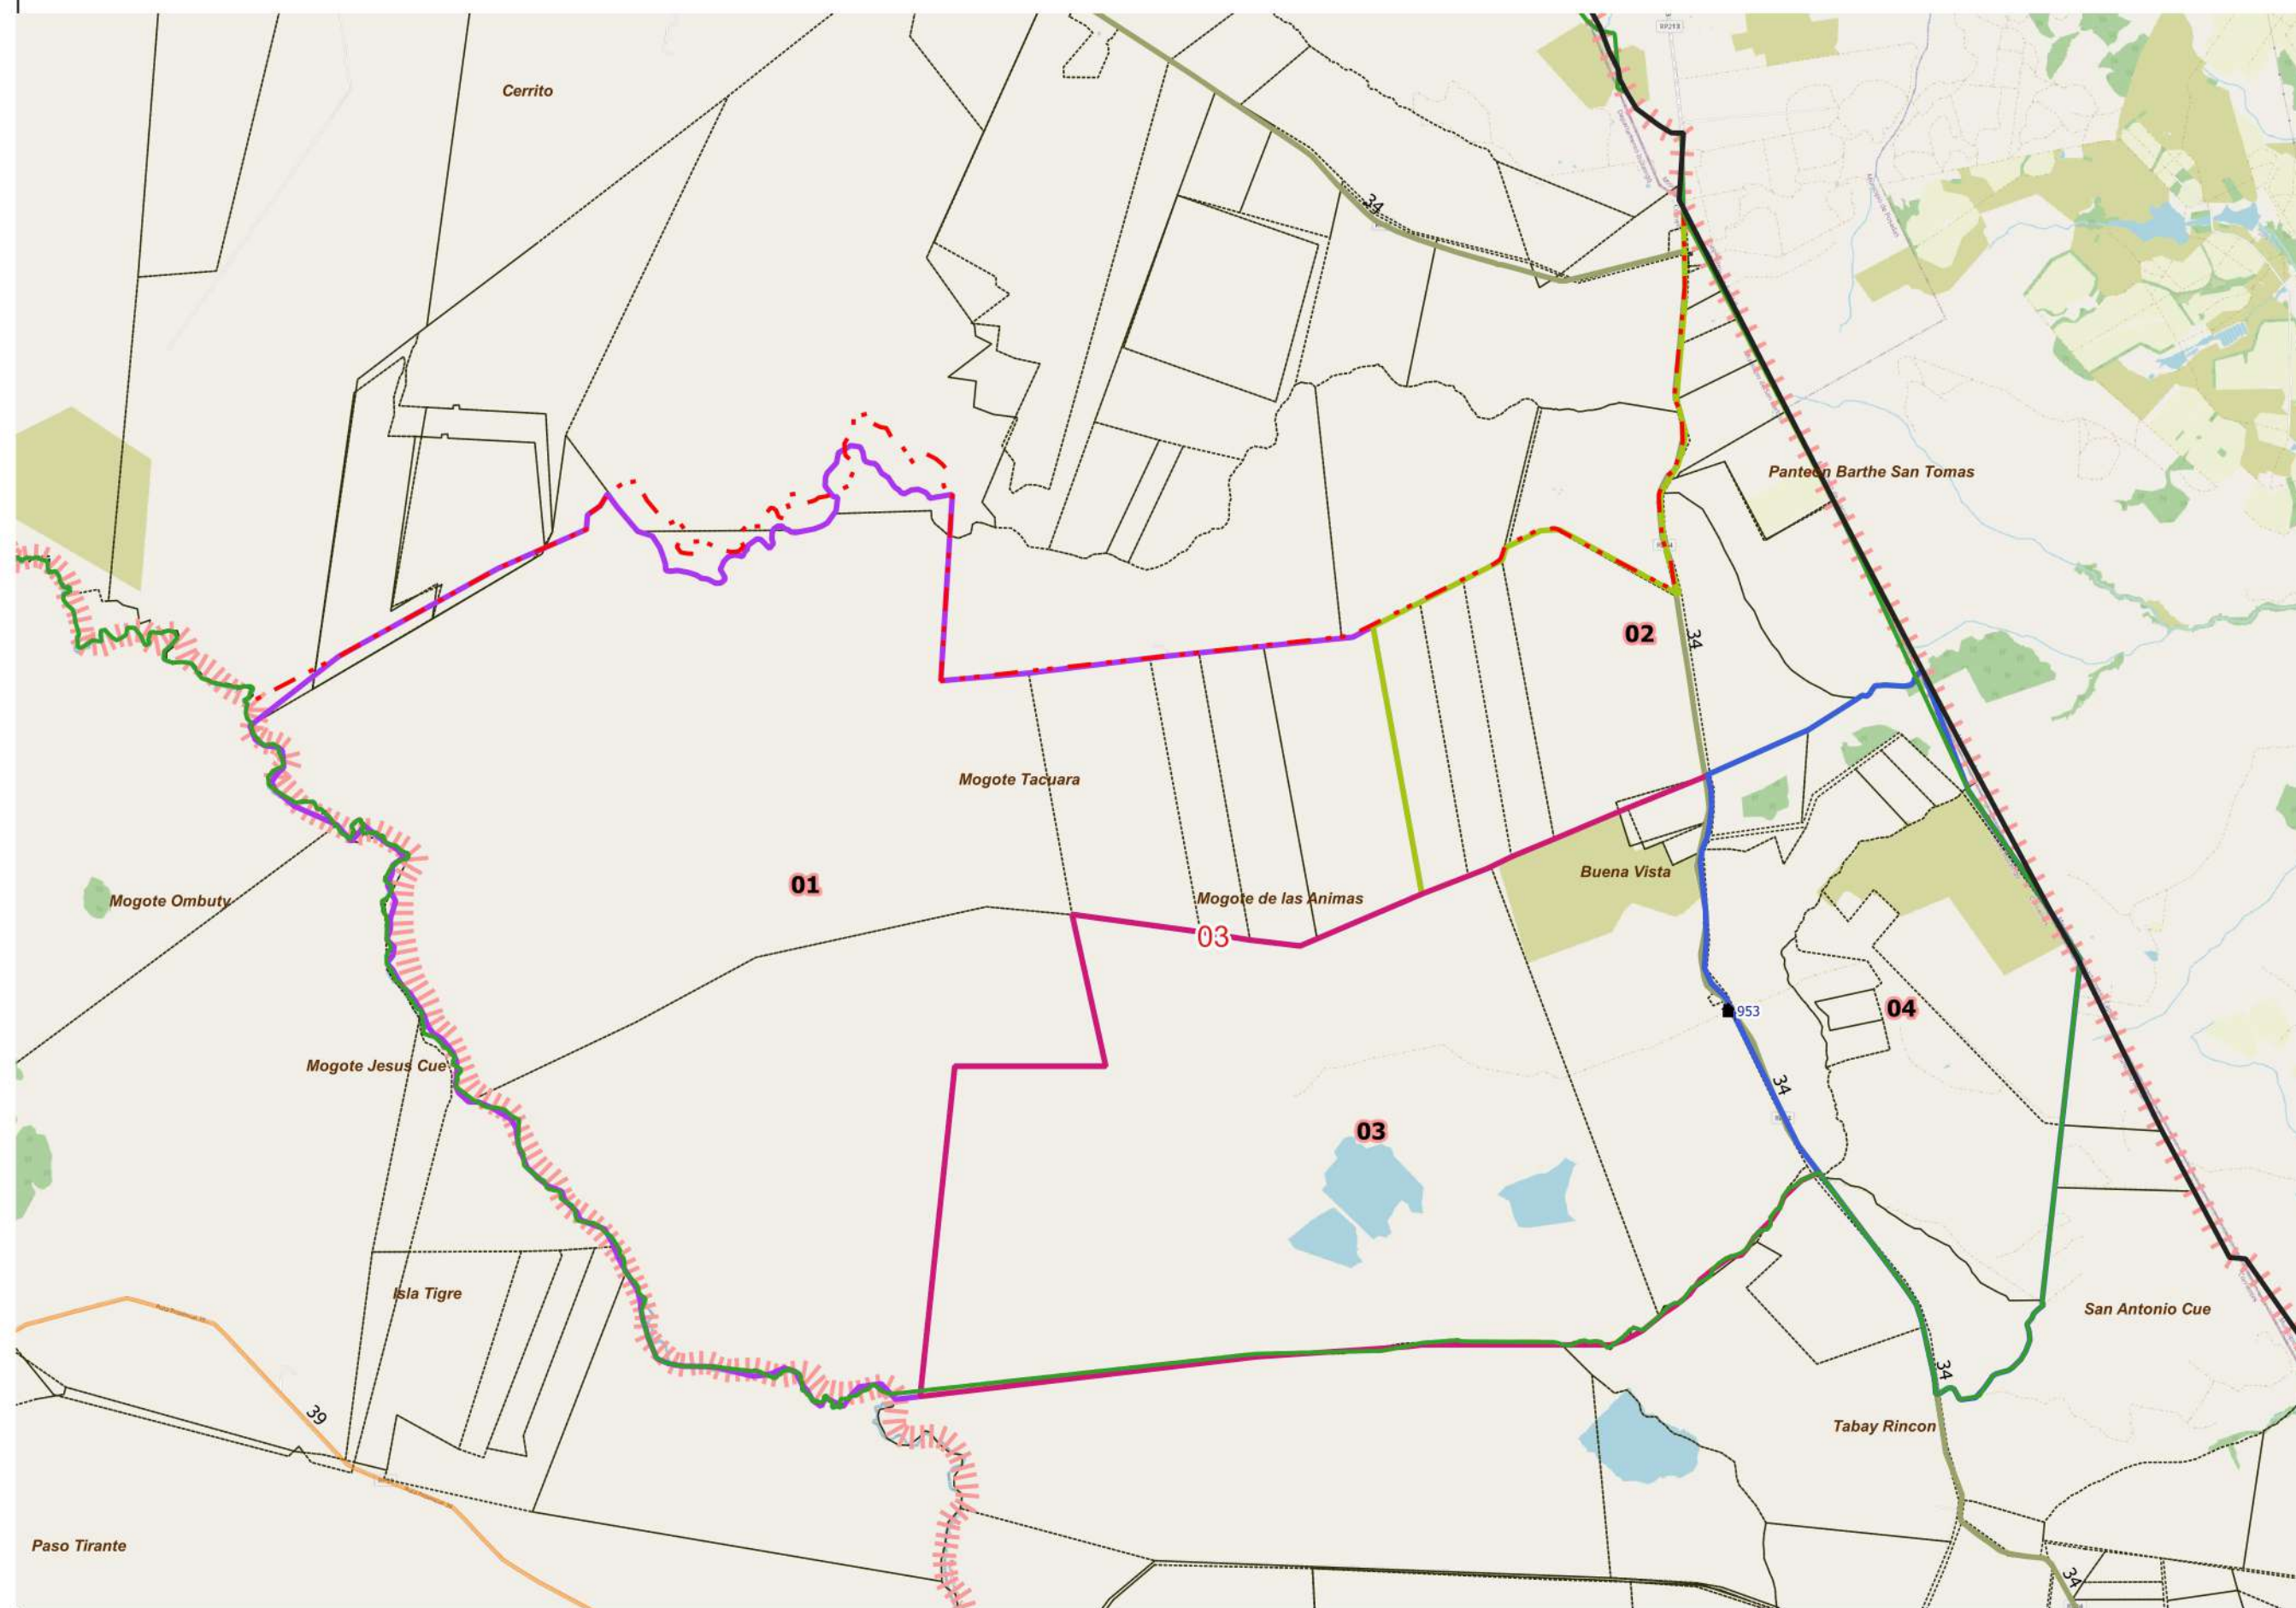 RP213
Cerrito
34
Panteon Barthe San Tomas
02
34
Mogote Tacuara
Buena Vista
01
Mogote Ombuty
Mogote de las Animas
03
953
04
Mogote Jesus Cue
34
03
Isla Tigre
San Antonio Cue
34
39
Tabay Rincon
Paso Tirante
34